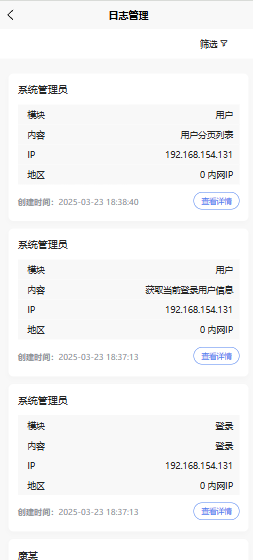 日志管理
筛选
系统管理员
模块 用户
内容 用户分页列表
IP 192.168.154.131
地区 0 内网IP
创建时间：2025-03-23 18:38:40 查看详情
系统管理员
模块 用户
内容 获取当前登录用户信息
IP 192.168.154.131
地区 0 内网IP
创建时间：2025-03-23 18:37:13 查看详情
系统管理员
模块 登录
内容 登录
IP 192.168.154.131
地区 0 内网IP
创建时间：2025-03-23 18:37:13 查看详情
廖某